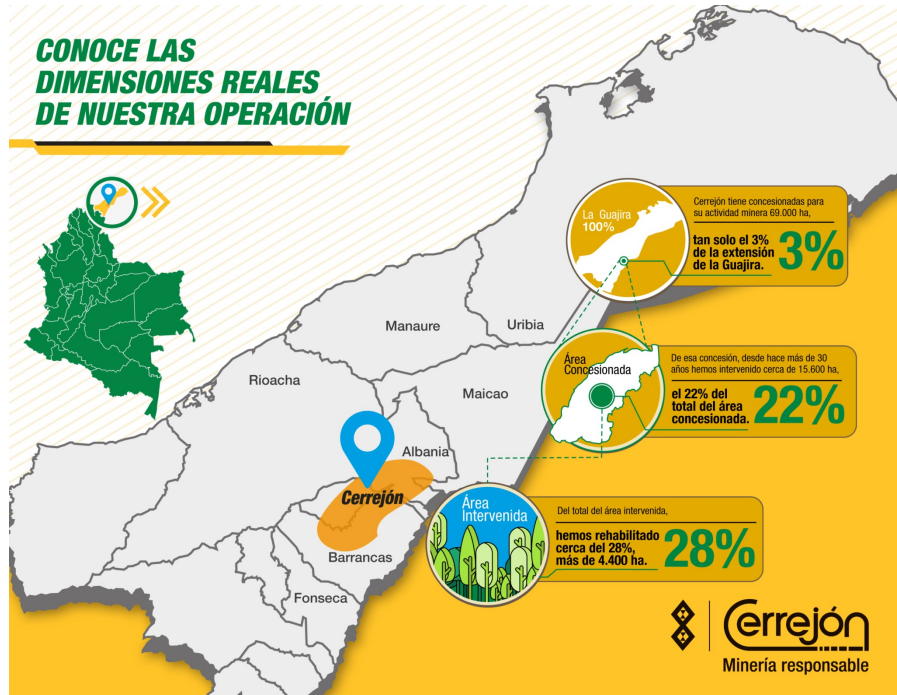 CONOCE LAS
DIMENSIONES REALES
DE NUESTRA OPERACIÓN
La Guajira
100%
Cerrejón tiene concesionadas para
su actividad minera 69.000 ha,
tan solo el 3%
de la extensión
de la Guajira.
3%
Uribia
Manaure
Rioacha
Maicao
Albania
Cerrejón
Barrancas
Fonseca
Área
Concesionada
De esa concesión, desde hace más de 30
años hemos intervenido cerca de 15.600 ha,
el 22% del
total del área
concesionada.
22%
Área
Intervenida
Del total del área intervenida,
hemos rehabilitado
cerca del 28%,
más de 4.400 ha.
28%
Cerrejón
Minería responsable